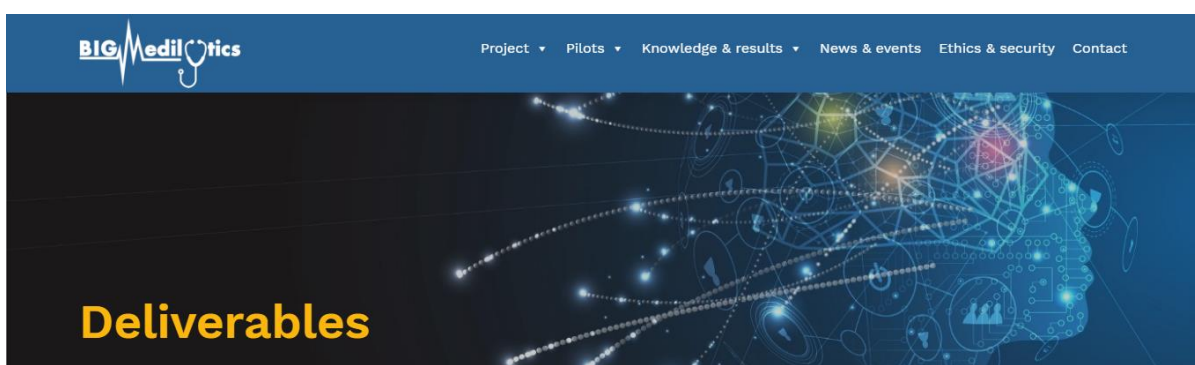 BIGMedilytics
Project ▾ Pilots ▾ Knowledge & results ▾ News & events Ethics & security Contact
Deliverables